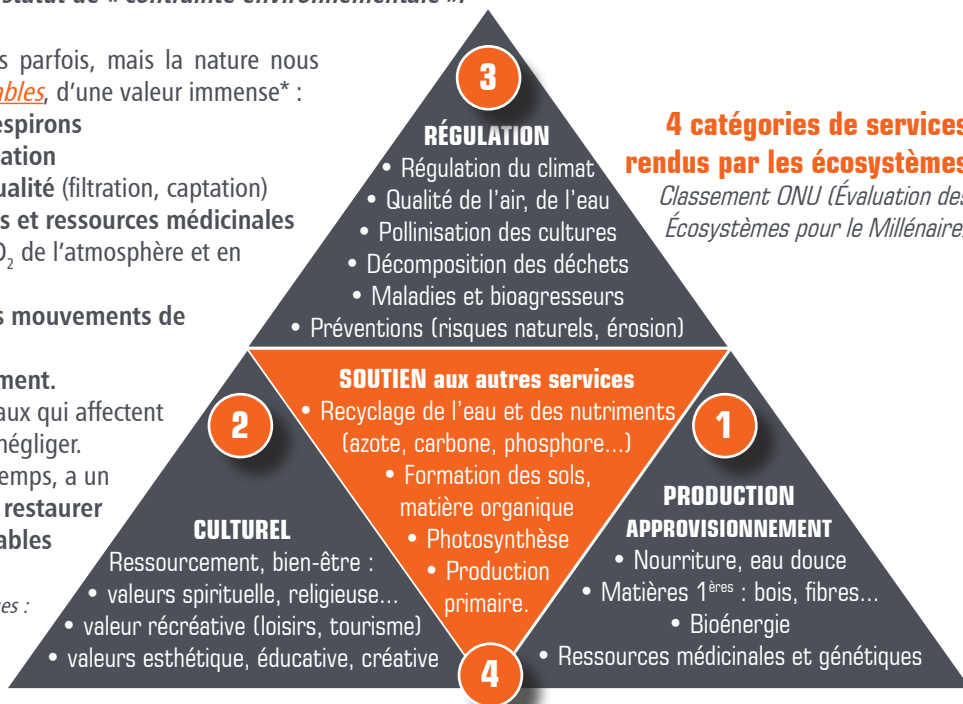 statut de « contrainte environnementale ».
s parfois, mais la nature nous
ables, d'une valeur immense* :
espirons
ation
ualité (filtration, captation)
s et ressources médicinales
O₂ de l'atmosphère et en
s mouvements de
ment.
aux qui affectent
négliger.
emps, a un
restaurer
ables
ues :
4 catégories de services
rendus par les écosystèmes
Classement ONU (Évaluation des
Écosystèmes pour le Millénaire)
3
RÉGULATION
• Régulation du climat
• Qualité de l'air, de l'eau
• Pollinisation des cultures
• Décomposition des déchets
• Maladies et bioagresseurs
• Préventions (risques naturels, érosion)
SOUTIEN aux autres services
• Recyclage de l'eau et des nutriments
(azote, carbone, phosphore...)
• Formation des sols,
matière organique
• Photosynthèse
• Production
primaire.
4
2
CULTUREL
Ressourcement, bien-être :
• valeurs spirituelle, religieuse...
• valeur récréative (loisirs, tourisme)
• valeurs esthétique, éducative, créative
1
PRODUCTION
APPROVISIONNEMENT
• Nourriture, eau douce
• Matières 1ères : bois, fibres...
• Bioénergie
• Ressources médicinales et génétiques